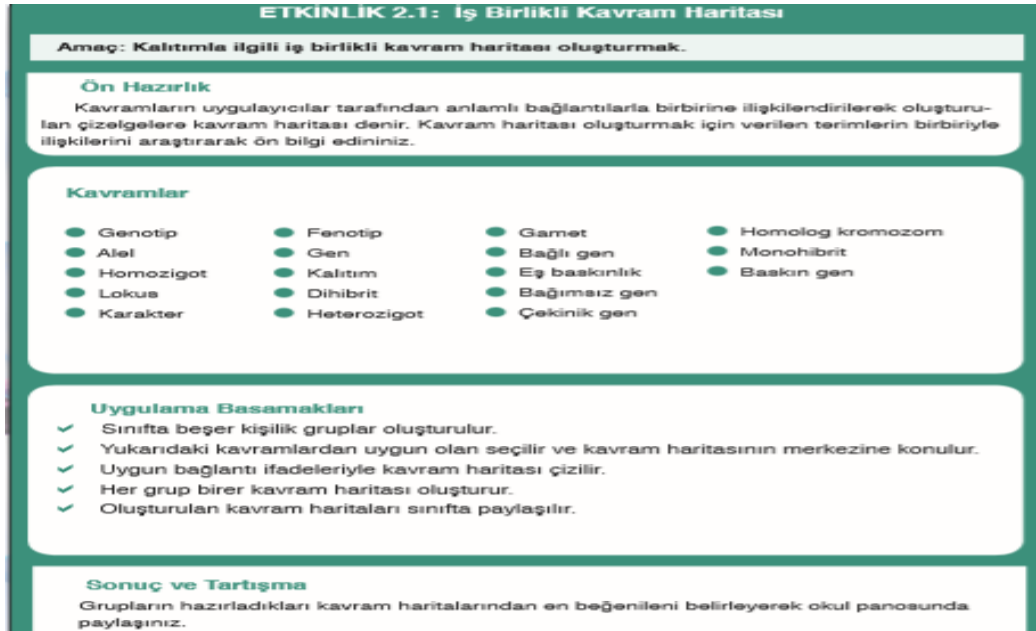 ETKİNLİK 2.1: İş Birlikli Kavram Haritası
Amaç: Kalıtımla ilgili iş birlikli kavram haritası oluşturmak.
Ön Hazırlık
Kavramların uygulayıcılar tarafından anlamlı bağlantılarla birbirine ilişkilendirilerek oluşturu-
lan çizelgelere kavram haritası denir. Kavram haritası oluşturmak için verilen terimlerin birbiriyle
ilişkilerini araştırarak ön bilgi edininiz.
Kavramlar
Genotip
Alel
Homozigot
Lokus
Karakter
Fenotip
Gen
Kalıtım
Dihibrit
Heterozigot
Gamet
Bağlı gen
Eş baskınlık
Bağımsız gen
Çekinik gen
Homolog kromozom
Monohibrit
Baskın gen
Uygulama Basamakları
Sınıfta beşer kişilik gruplar oluşturulur.
Yukarıdaki kavramlardan uygun olan seçilir ve kavram haritasının merkezine konulur.
Uygun bağlantı ifadeleriyle kavram haritası çizilir.
Her grup birer kavram haritası oluşturur.
Oluşturulan kavram haritaları sınıfta paylaşılır.
Sonuç ve Tartışma
Grupların hazırladıkları kavram haritalarından en beğenileni belirleyerek okul panosunda
paylaşınız.